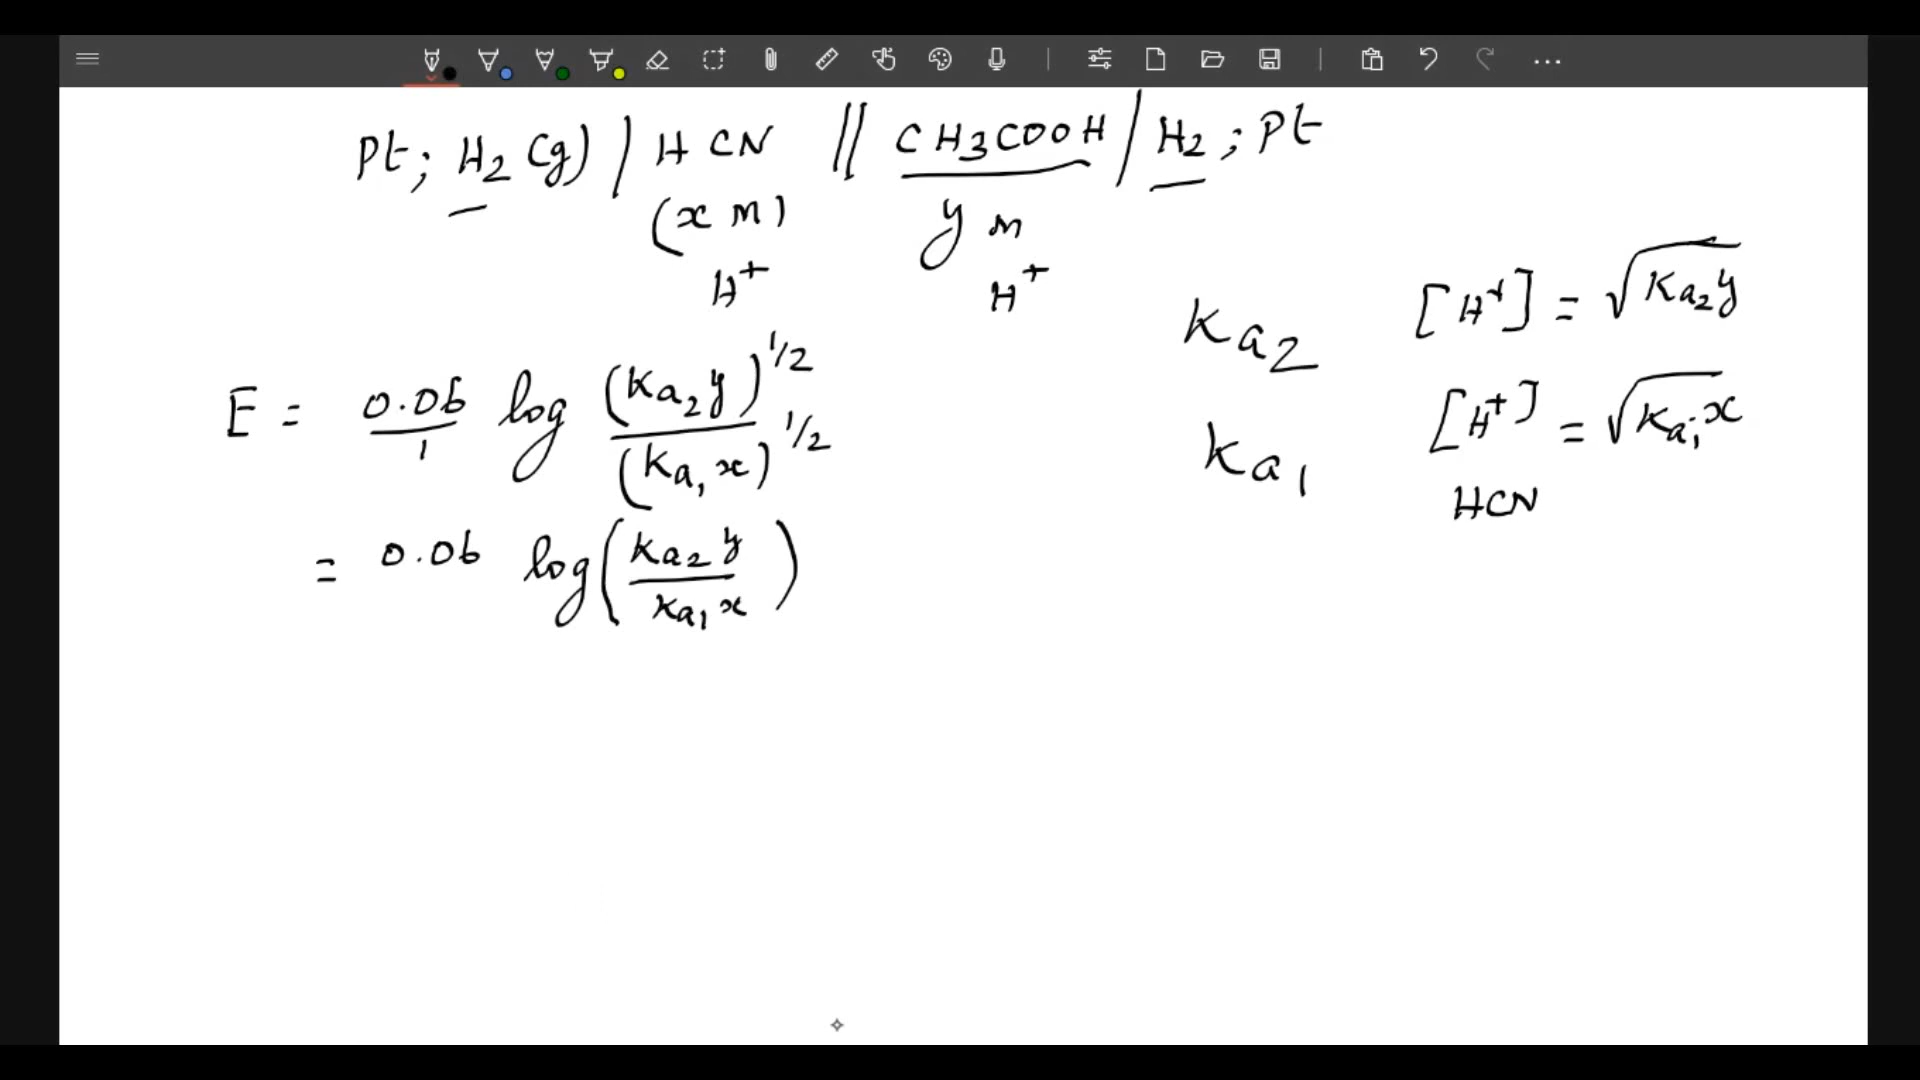 Pt; H₂ (g) / HCN // CH₃COOH / H₂; Pt
(x M) y M
H⁺ H⁺
Ka₂ [H⁺] = √Ka₂y
E = 0.06/1 log (Ka₂y)^1/2 / (Ka₁x)^1/2
Ka₁ [H⁺] = √Ka₁x
HCN
= 0.06 log(Ka₂y / Ka₁x)